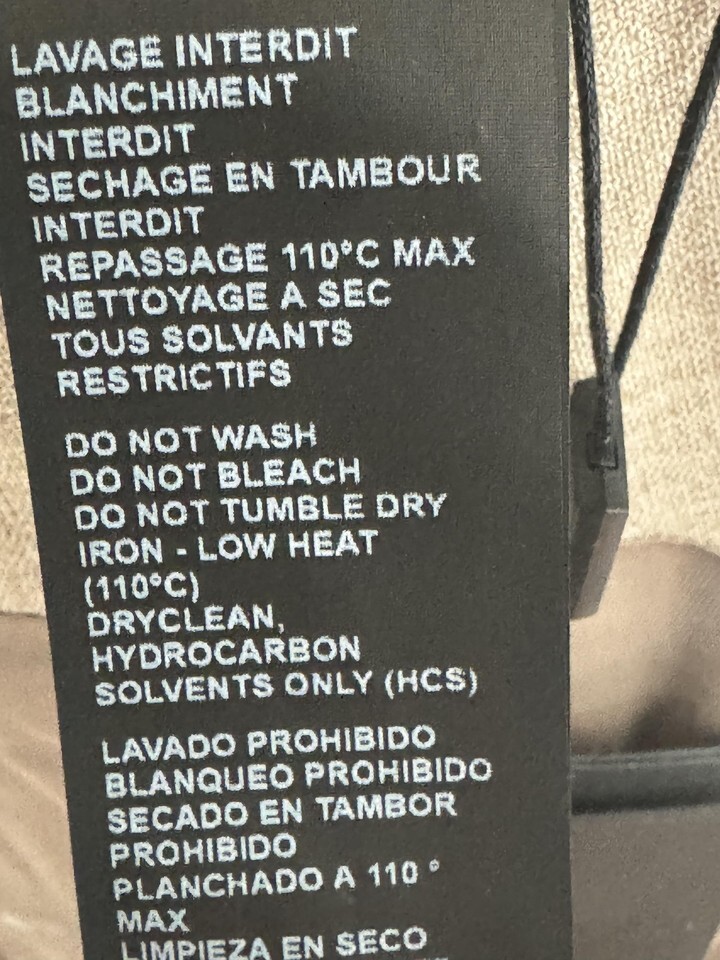 LAVAGE INTERDIT
BLANCHIMENT
INTERDIT
SECHAGE EN TAMBOUR
INTERDIT
REPASSAGE 110°C MAX
NETTOYAGE A SEC
TOUS SOLVANTS
RESTRICTIFS
DO NOT WASH
DO NOT BLEACH
DO NOT TUMBLE DRY
IRON - LOW HEAT
(110°C)
DRYCLEAN,
HYDROCARBON
SOLVENTS ONLY (HCS)
LAVADO PROHIBIDO
BLANQUEO PROHIBIDO
SECADO EN TAMBOR
PROHIBIDO
PLANCHADO A 110 °
MAX
LIMPIEZA EN SECO